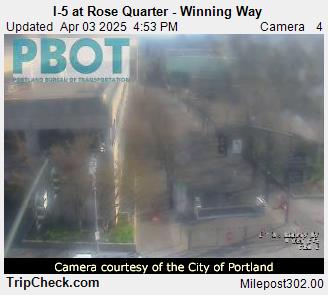 I-5 at Rose Quarter - Winning Way
Updated Apr 03 2025 4:53 PM Camera 4
PBOT
PORTLAND BUREAU OF TRANSPORTATION
Camera courtesy of the City of Portland
TripCheck.com Milepost302.00